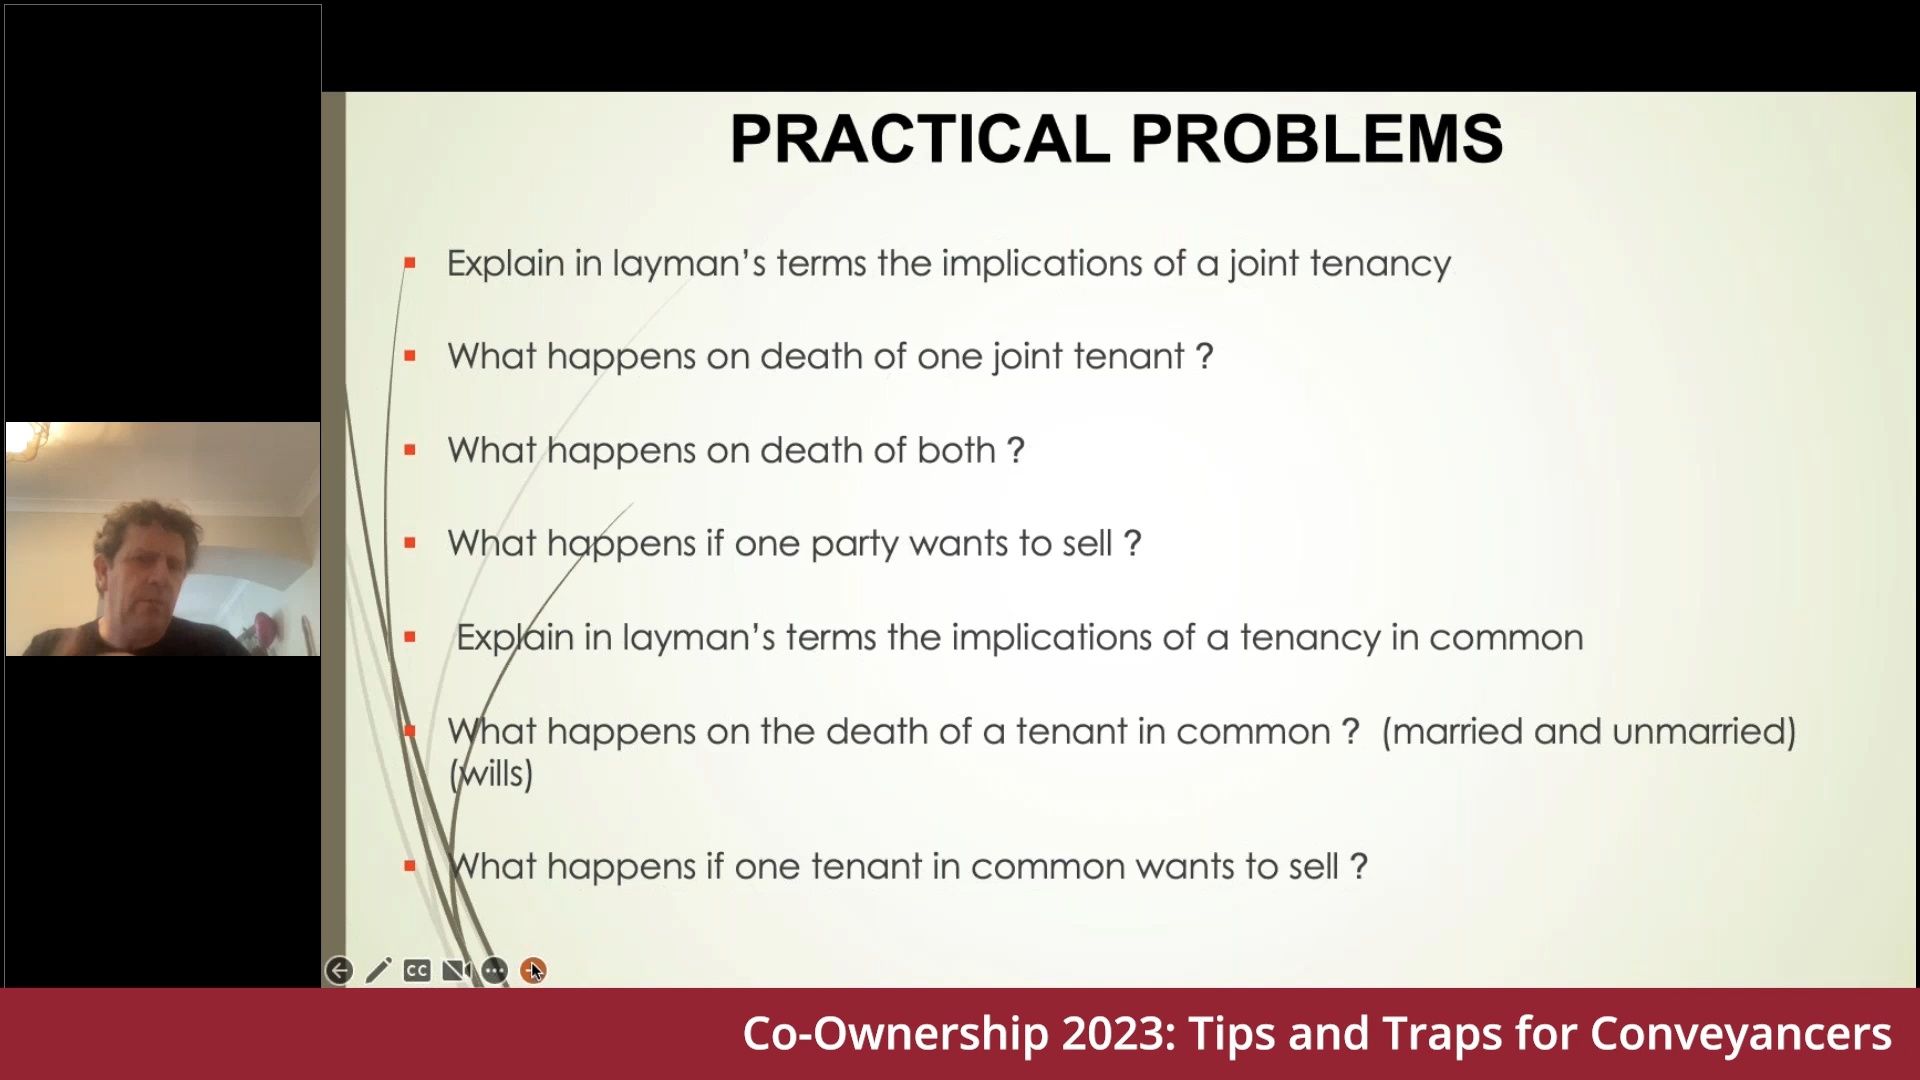 PRACTICAL PROBLEMS
Explain in layman’s terms the implications of a joint tenancy
What happens on death of one joint tenant ?
What happens on death of both ?
What happens if one party wants to sell ?
Explain in layman’s terms the implications of a tenancy in common
What happens on the death of a tenant in common ? (married and unmarried)
(wills)
What happens if one tenant in common wants to sell ?
CC
Co-Ownership 2023: Tips and Traps for Conveyancers